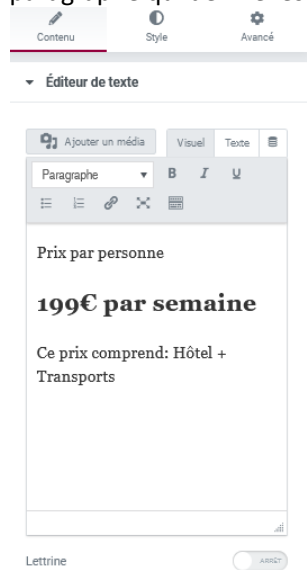 Contenu Style Avancé
Éditeur de texte
Ajouter un média Visuel Texte
Paragraphe B I U
Prix par personne
199€ par semaine
Ce prix comprend: Hôtel +
Transports
Lettrine ARRÊT